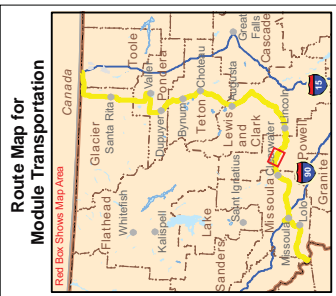 Route Map for
Module Transportation
Canada
Red Box Shows Map Area
Glacier
Toole
Santa Rita
Flathead
Whitefish
Valier
Pondera
Dupuyer
Kalispell
Bynum
Choteau
Teton
Great
Falls
Cascade
Augusta
Lake
Lewis
and
Clark
Sanders
Saint Ignatius
Lincoln
15
Missoula
Clearwater
Powell
90
Missoula
Lolo
Granite